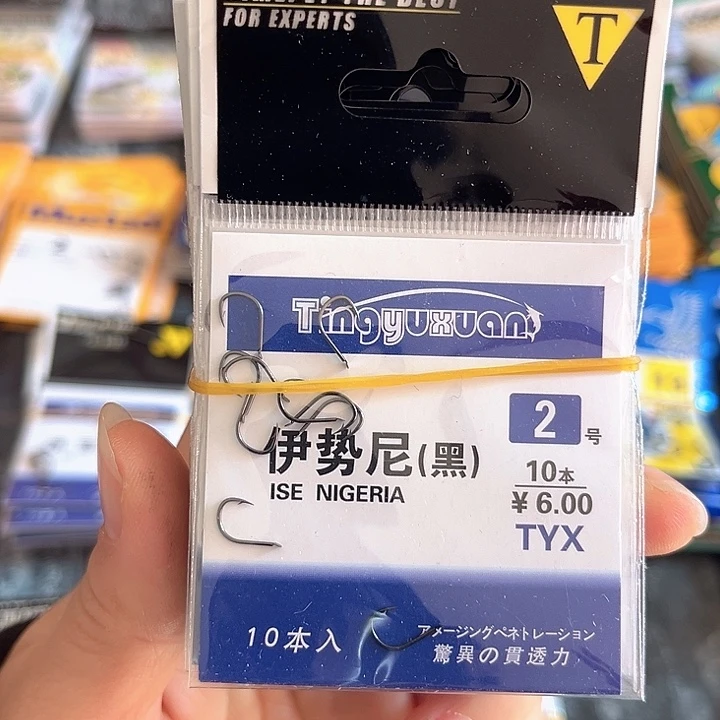 FOR EXPERTS
T
Tingyuxuan
2号
伊势尼(黑)
ISE NIGERIA
10本
¥ 6.00
TYX
10本入
アメージングペネトレーション
驚異の貫透力